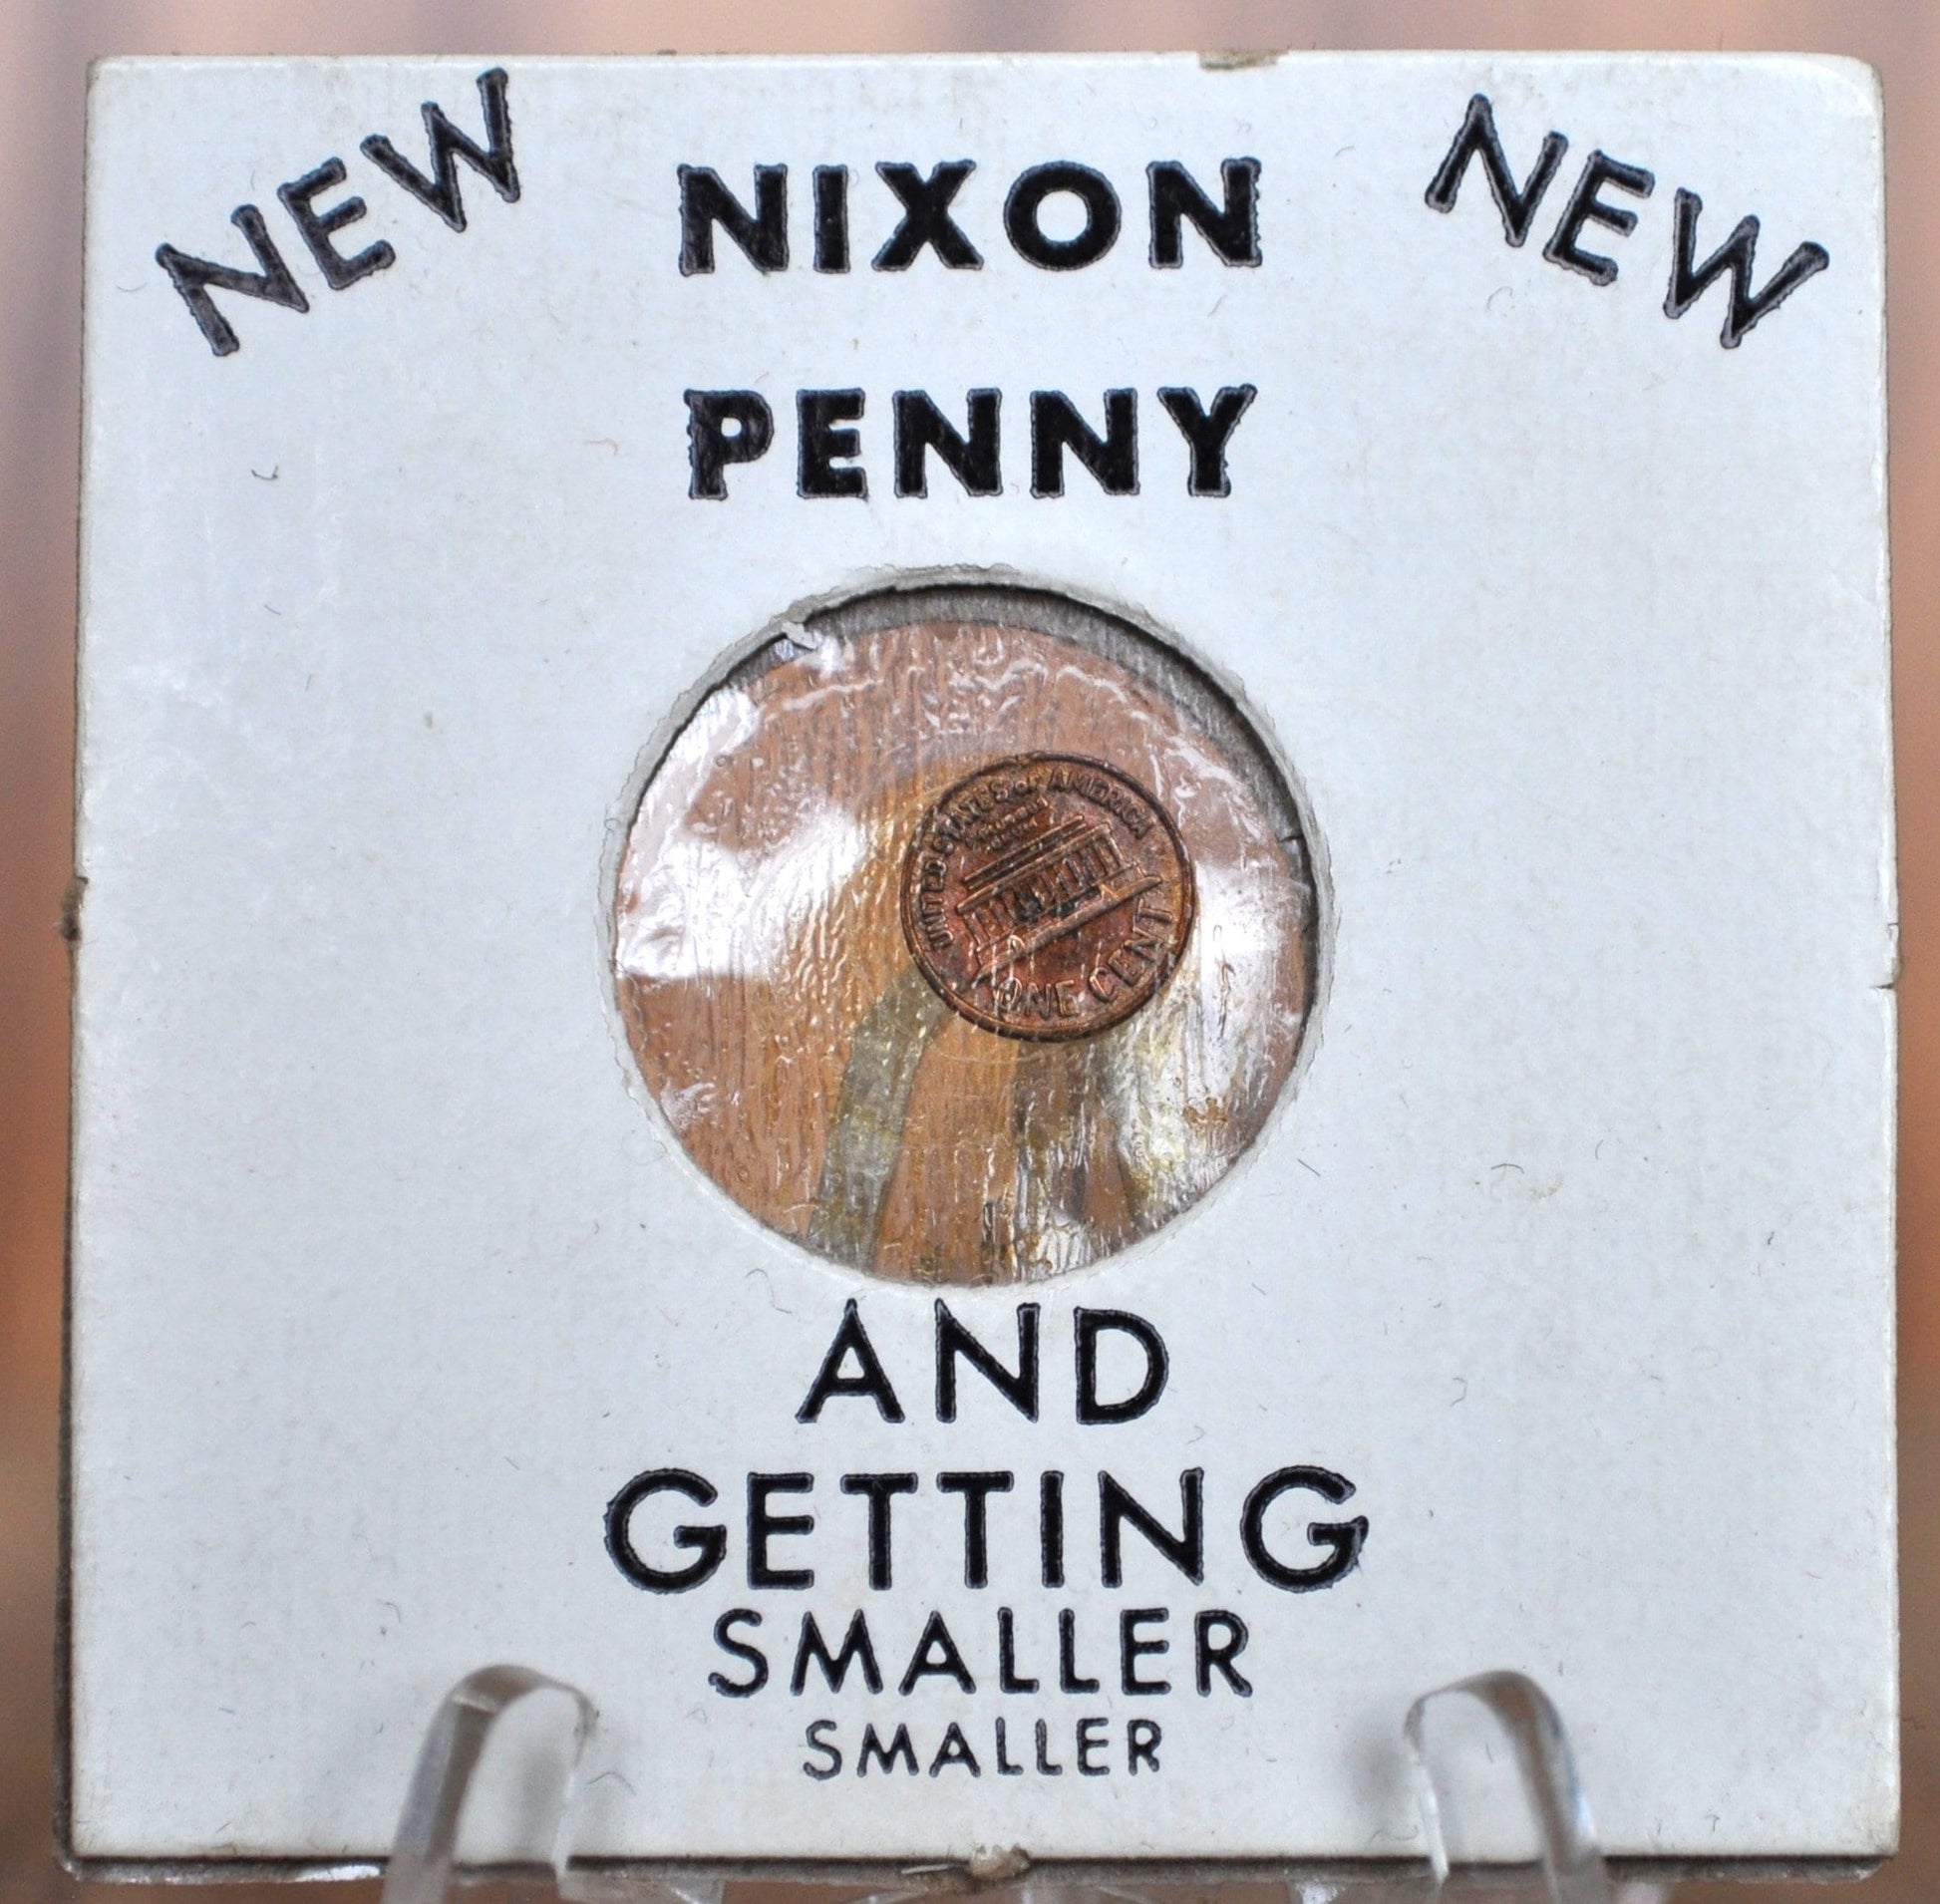 NEW NEW
NIXON
PENNY
UNITED STATES OF AMERICA
ONE CENT
AND
GETTING
SMALLER
SMALLER